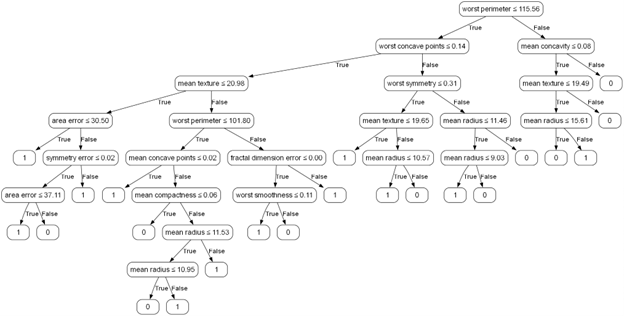 worst perimeter ≤ 115.56
True False
worst concave points ≤ 0.14 mean concavity ≤ 0.08
True False True False
mean texture ≤ 20.98 worst symmetry ≤ 0.31 mean texture ≤ 19.49 0
True False True False True False
area error ≤ 30.50 worst perimeter ≤ 101.80 mean texture ≤ 19.65 mean radius ≤ 11.46 mean radius ≤ 15.61 0
True False True False True False True False True False
1 symmetry error ≤ 0.02 mean concave points ≤ 0.02 fractal dimension error ≤ 0.00 1 mean radius ≤ 10.57 mean radius ≤ 9.03 0 0 1
True False True False True False True False True False
area error ≤ 37.11 1 1 mean compactness ≤ 0.06 worst smoothness ≤ 0.11 1 1 0 1 0
True False True False True False
1 0 0 mean radius ≤ 11.53 1 0
True False
mean radius ≤ 10.95 1
True False
0 1